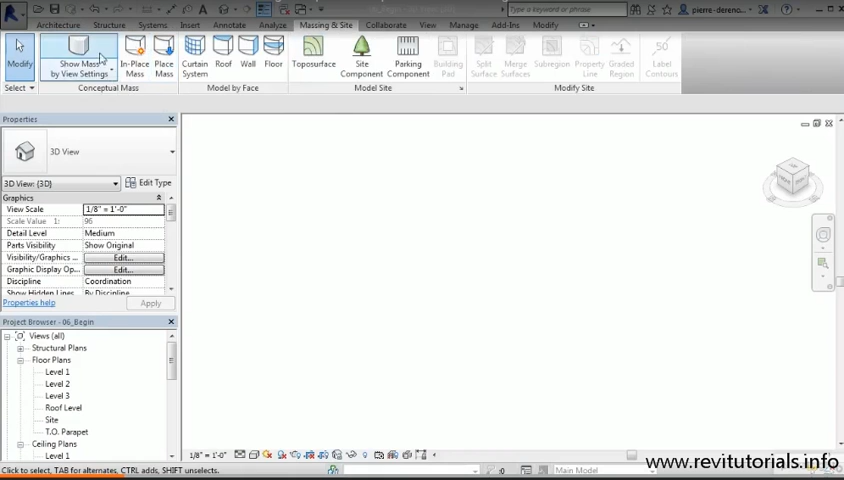 Type a keyword or phrase
pierre-dereno...
Architecture Structure Systems Insert Annotate Analyze Massing & Site Collaborate View Manage Add-Ins Modify
Modify
Show Mass
by View Settings
In-Place
Mass
Place
Mass
Curtain
System
Roof
Wall
Floor
Toposurface
Site
Component
Parking
Component
Building
Pad
Split
Surface
Merge
Surfaces
Subregion
Property
Line
Graded
Region
Label
Contours
Select
Conceptual Mass
Model by Face
Model Site
Modify Site
Properties
3D View
3D View: {3D}
Edit Type
Graphics
View Scale 1/8" = 1'-0"
Scale Value 1: 96
Detail Level Medium
Parts Visibility Show Original
Visibility/Graphics ... Edit...
Graphic Display Op... Edit...
Discipline Coordination
Show Hidden Lines By Discipline
Properties help
Apply
Project Browser - 06_Begin
Views (all)
Structural Plans
Floor Plans
Level 1
Level 2
Level 3
Roof Level
Site
T.O. Parapet
Ceiling Plans
Level 1
1/8" = 1'-0"
Click to select, TAB for alternates, CTRL adds, SHIFT unselects.
:0
Main Model
www.revitutorials.info